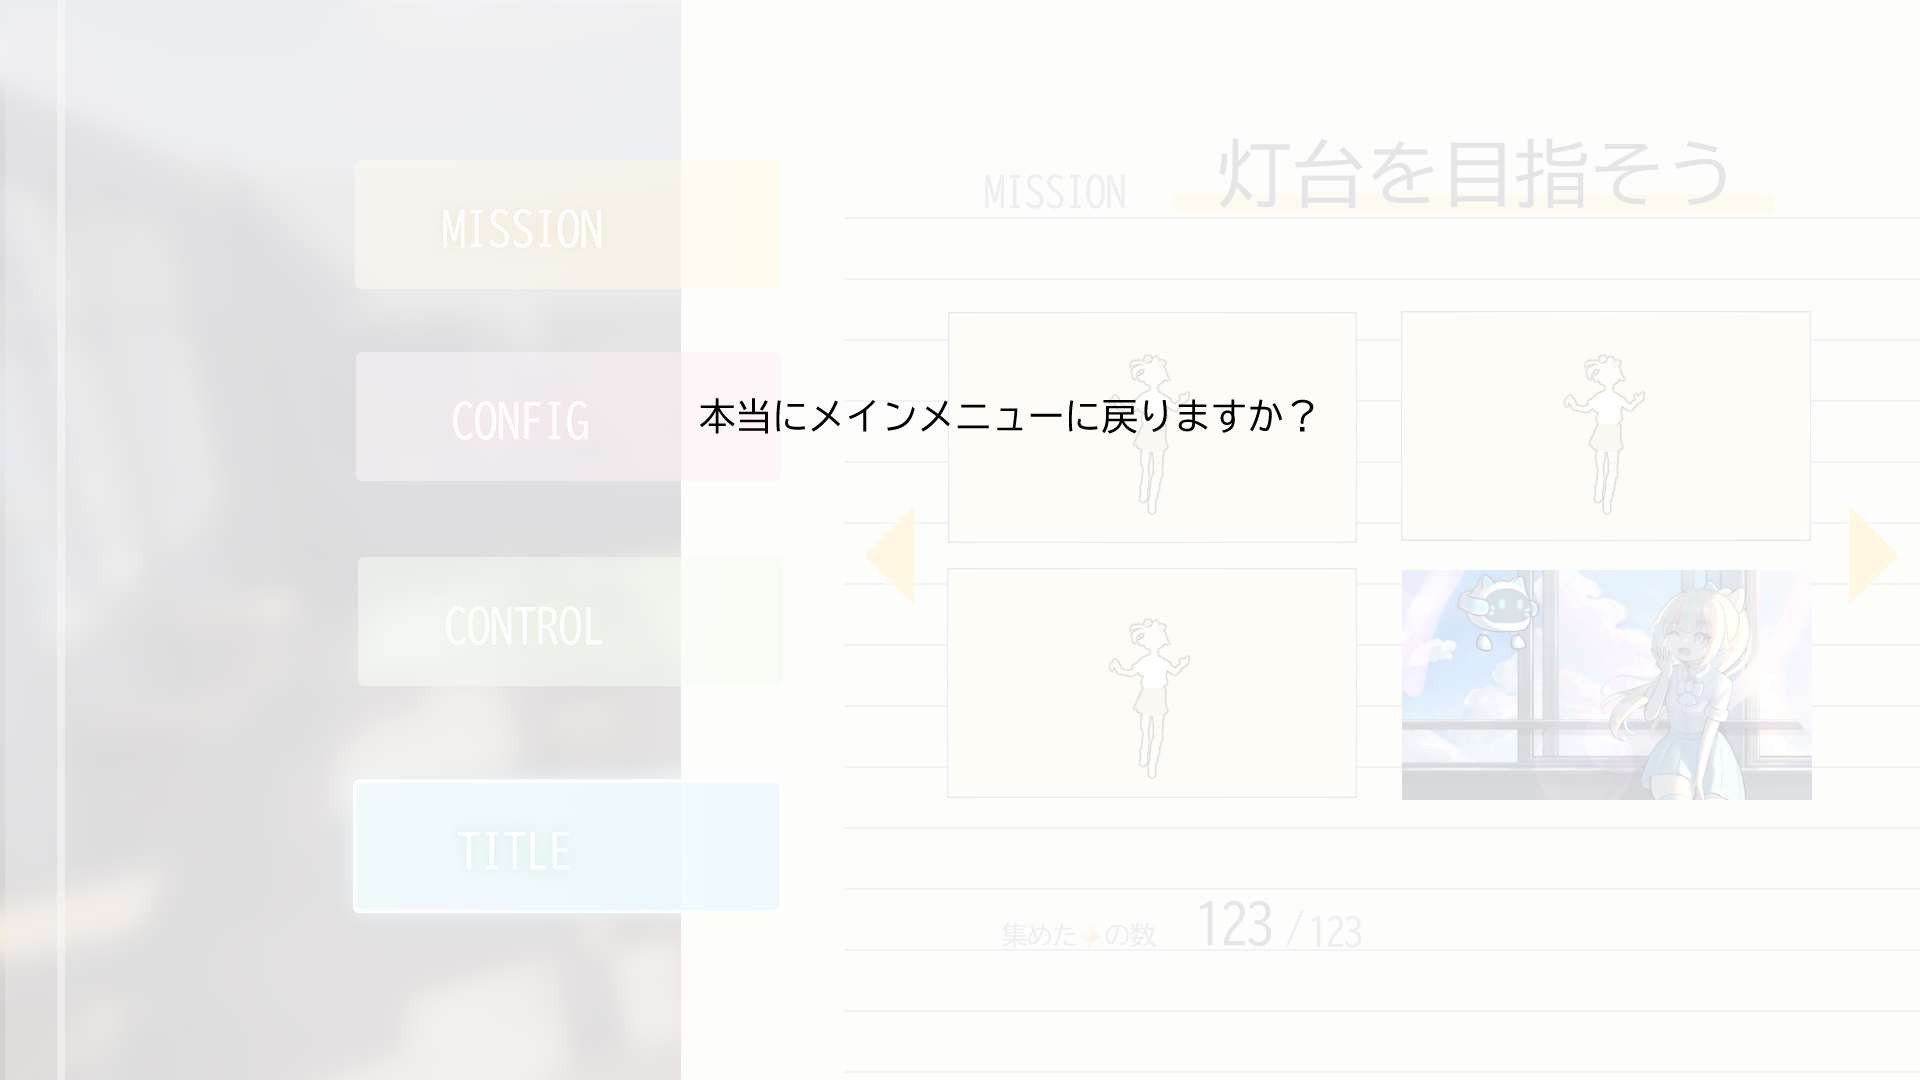 MISSION 灯台を目指そう
MISSION
CONFIG
本当にメインメニューに戻りますか？
CONTROL
TITLE
集めた の数 123 / 123